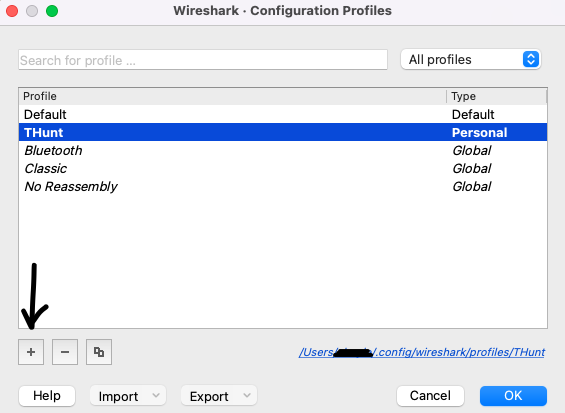 Wireshark · Configuration Profiles
Search for profile ...
All profiles
Profile Type
Default Default
THunt Personal
Bluetooth Global
Classic Global
No Reassembly Global
/Users/ /.config/wireshark/profiles/THunt
Help Import Export Cancel OK